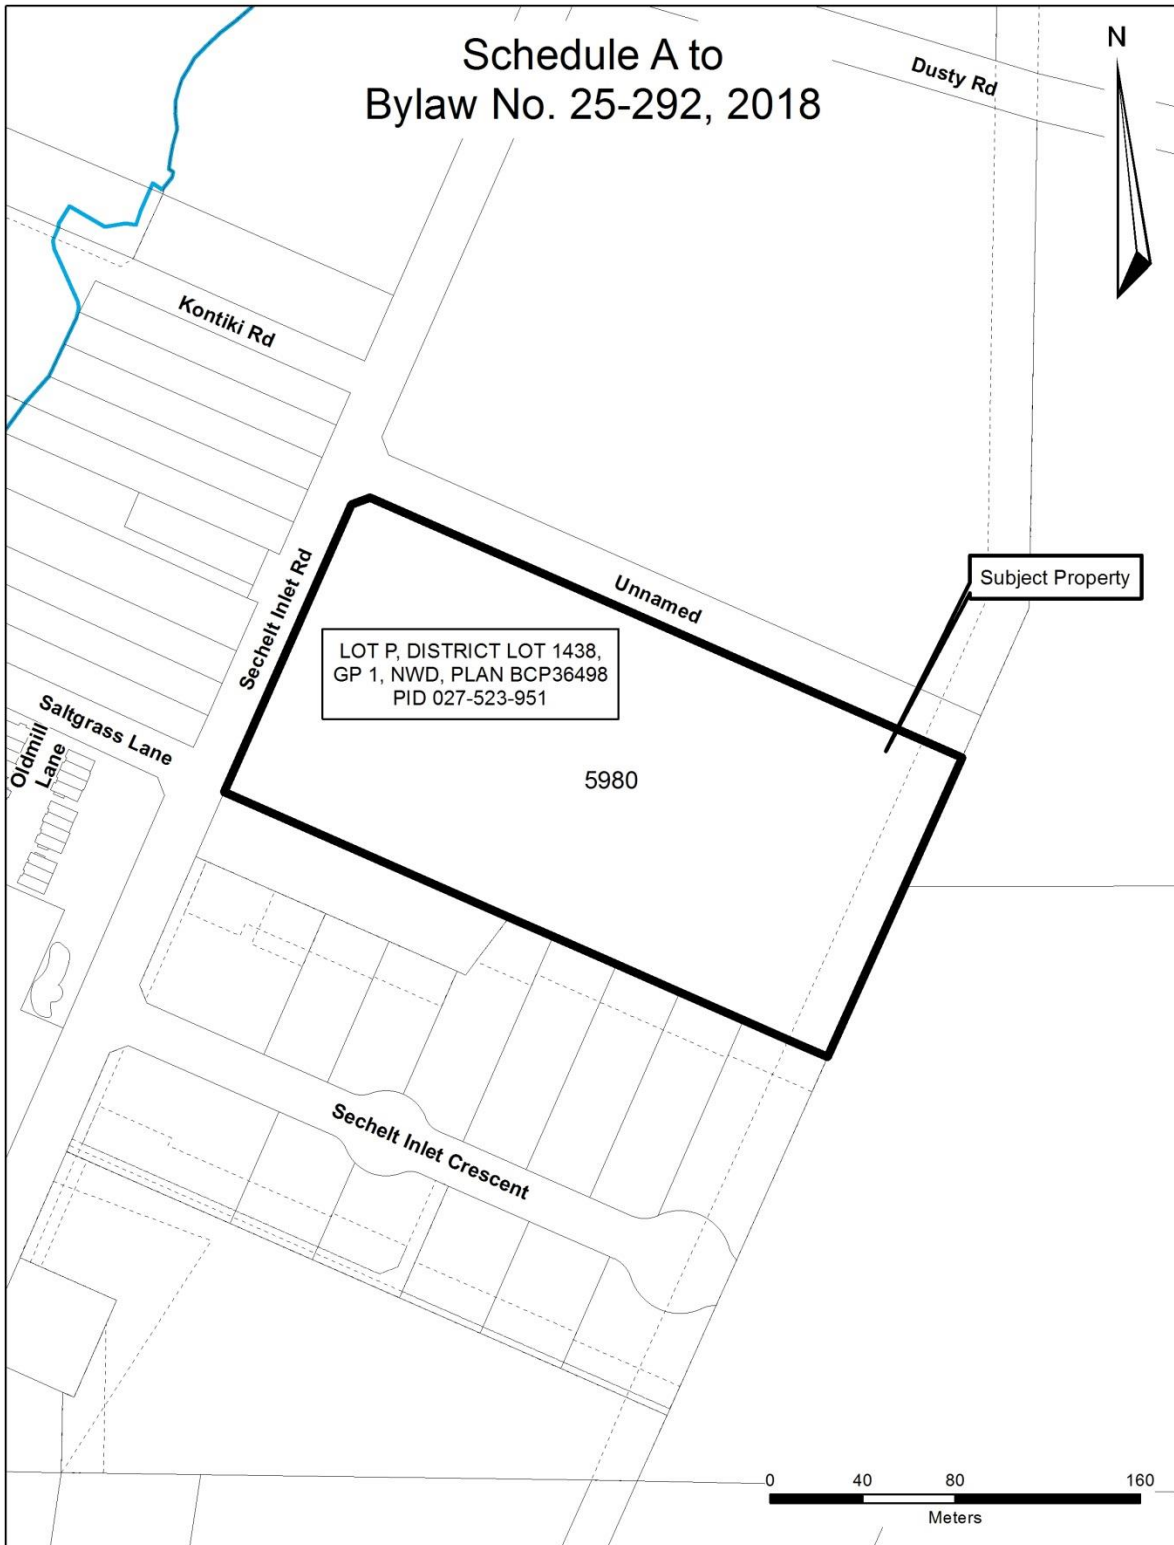 Schedule A to
Bylaw No. 25-292, 2018
N
Dusty Rd
Kontiki Rd
Sechelt Inlet Rd
Unnamed
Subject Property
LOT P, DISTRICT LOT 1438,
GP 1, NWD, PLAN BCP36498
PID 027-523-951
Saltgrass Lane
Oldmill
Lane
5980
Sechelt Inlet Crescent
0 40 80 160
Meters